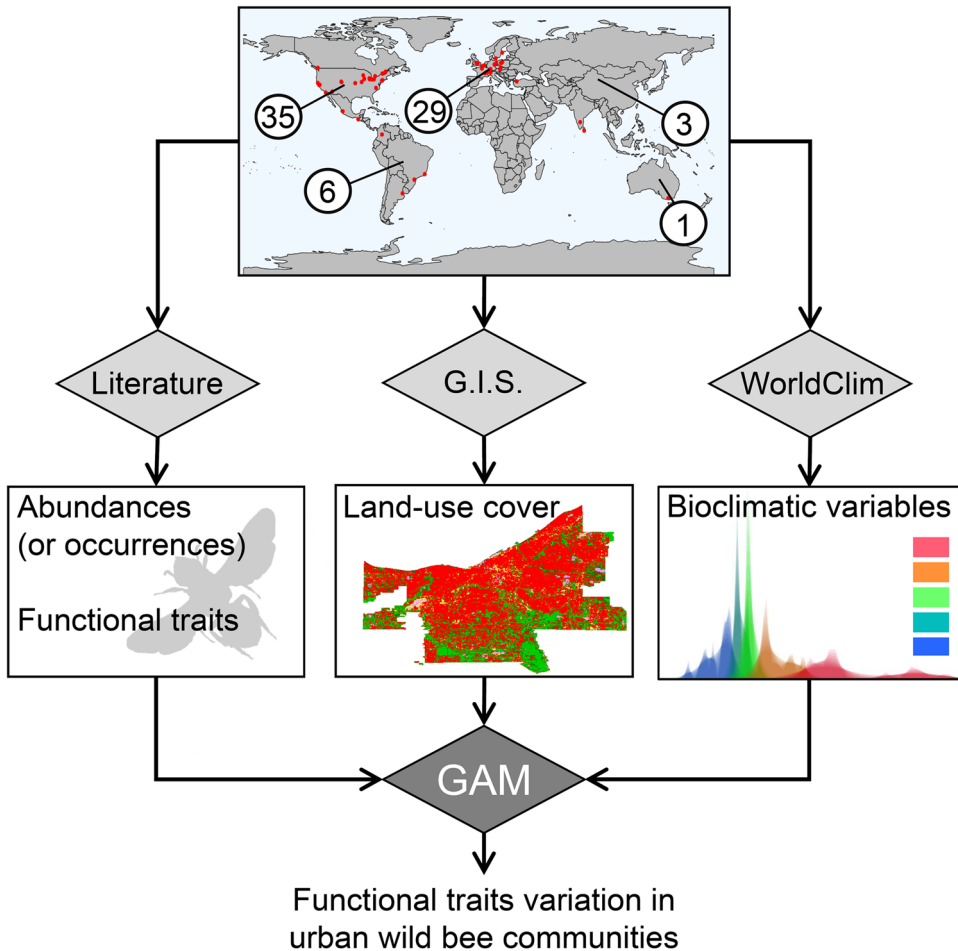 35
29
3
6
1
Literature
G.I.S.
WorldClim
Abundances
(or occurrences)
Functional traits
Land-use cover
Bioclimatic variables
GAM
Functional traits variation in
urban wild bee communities